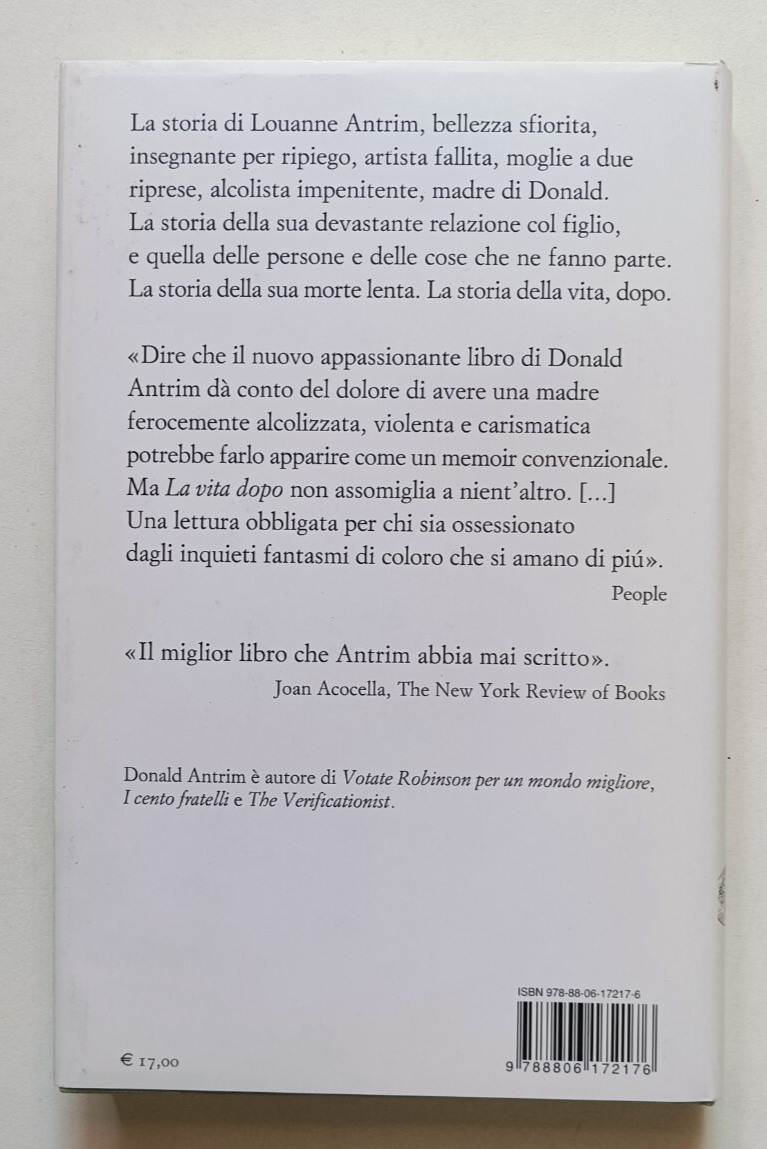 La storia di Louanne Antrim, bellezza sfiorita,
insegnante per ripiego, artista fallita, moglie a due
riprese, alcolista impenitente, madre di Donald.
La storia della sua devastante relazione col figlio,
e quella delle persone e delle cose che ne fanno parte.
La storia della sua morte lenta. La storia della vita, dopo.
«Dire che il nuovo appassionante libro di Donald
Antrim dà conto del dolore di avere una madre
ferocemente alcolizzata, violenta e carismatica
potrebbe farlo apparire come un memoir convenzionale.
Ma La vita dopo non assomiglia a nient'altro. [...]
Una lettura obbligata per chi sia ossessionato
dagli inquieti fantasmi di coloro che si amano di piú».
People
«Il miglior libro che Antrim abbia mai scritto».
Joan Acocella, The New York Review of Books
Donald Antrim è autore di Votate Robinson per un mondo migliore,
I cento fratelli e The Verificationist.
ISBN 978-88-06-17217-6
€ 17,00
9 788806 172176